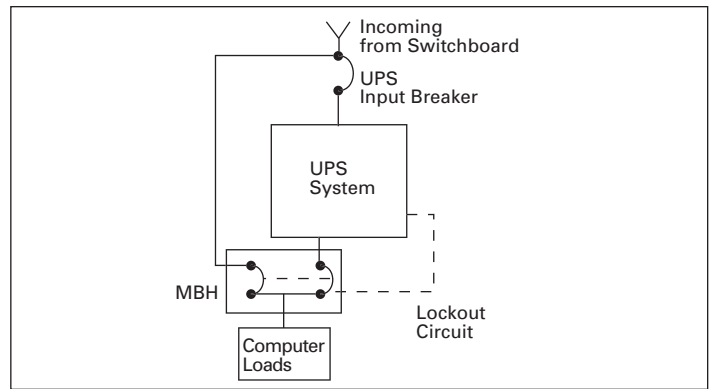 Incoming
from Switchboard
UPS
Input Breaker
UPS
System
MBH
Lockout
Circuit
Computer
Loads